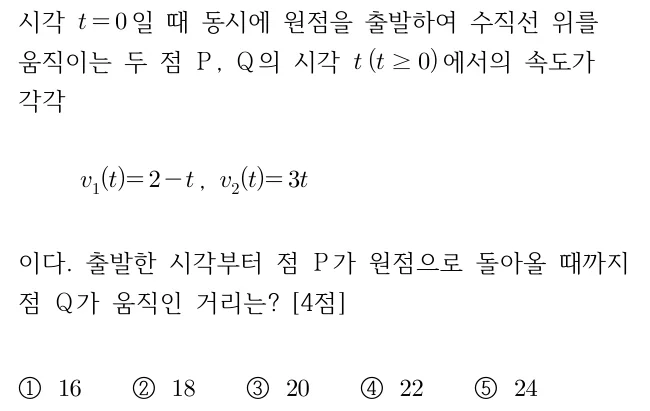 시각 t=0일 때 동시에 원점을 출발하여 수직선 위를
움직이는 두 점 P, Q의 시각 t(t≥0)에서의 속도가
각각
v₁(t)=2−t, v₂(t)=3t
이다. 출발한 시각부터 점 P가 원점으로 돌아올 때까지
점 Q가 움직인 거리는? [4점]
① 16 ② 18 ③ 20 ④ 22 ⑤ 24